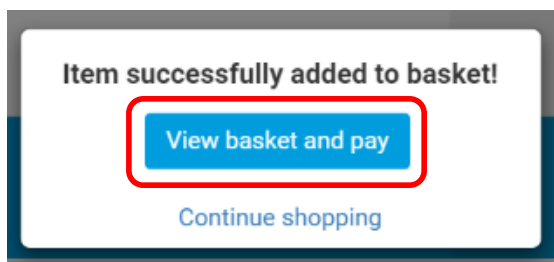 Item successfully added to basket!
View basket and pay
Continue shopping